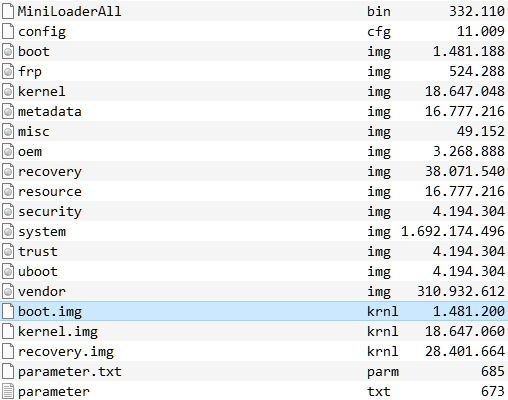 MiniLoaderAll bin 332.110
config cfg 11.009
boot img 1.481.188
frp img 524.288
kernel img 18.647.048
metadata img 16.777.216
misc img 49.152
oem img 3.268.888
recovery img 38.071.540
resource img 16.777.216
security img 4.194.304
system img 1.692.174.496
trust img 4.194.304
uboot img 4.194.304
vendor img 310.932.612
boot.img krnl 1.481.200
kernel.img krnl 18.647.060
recovery.img krnl 28.401.664
parameter.txt parm 685
parameter txt 673